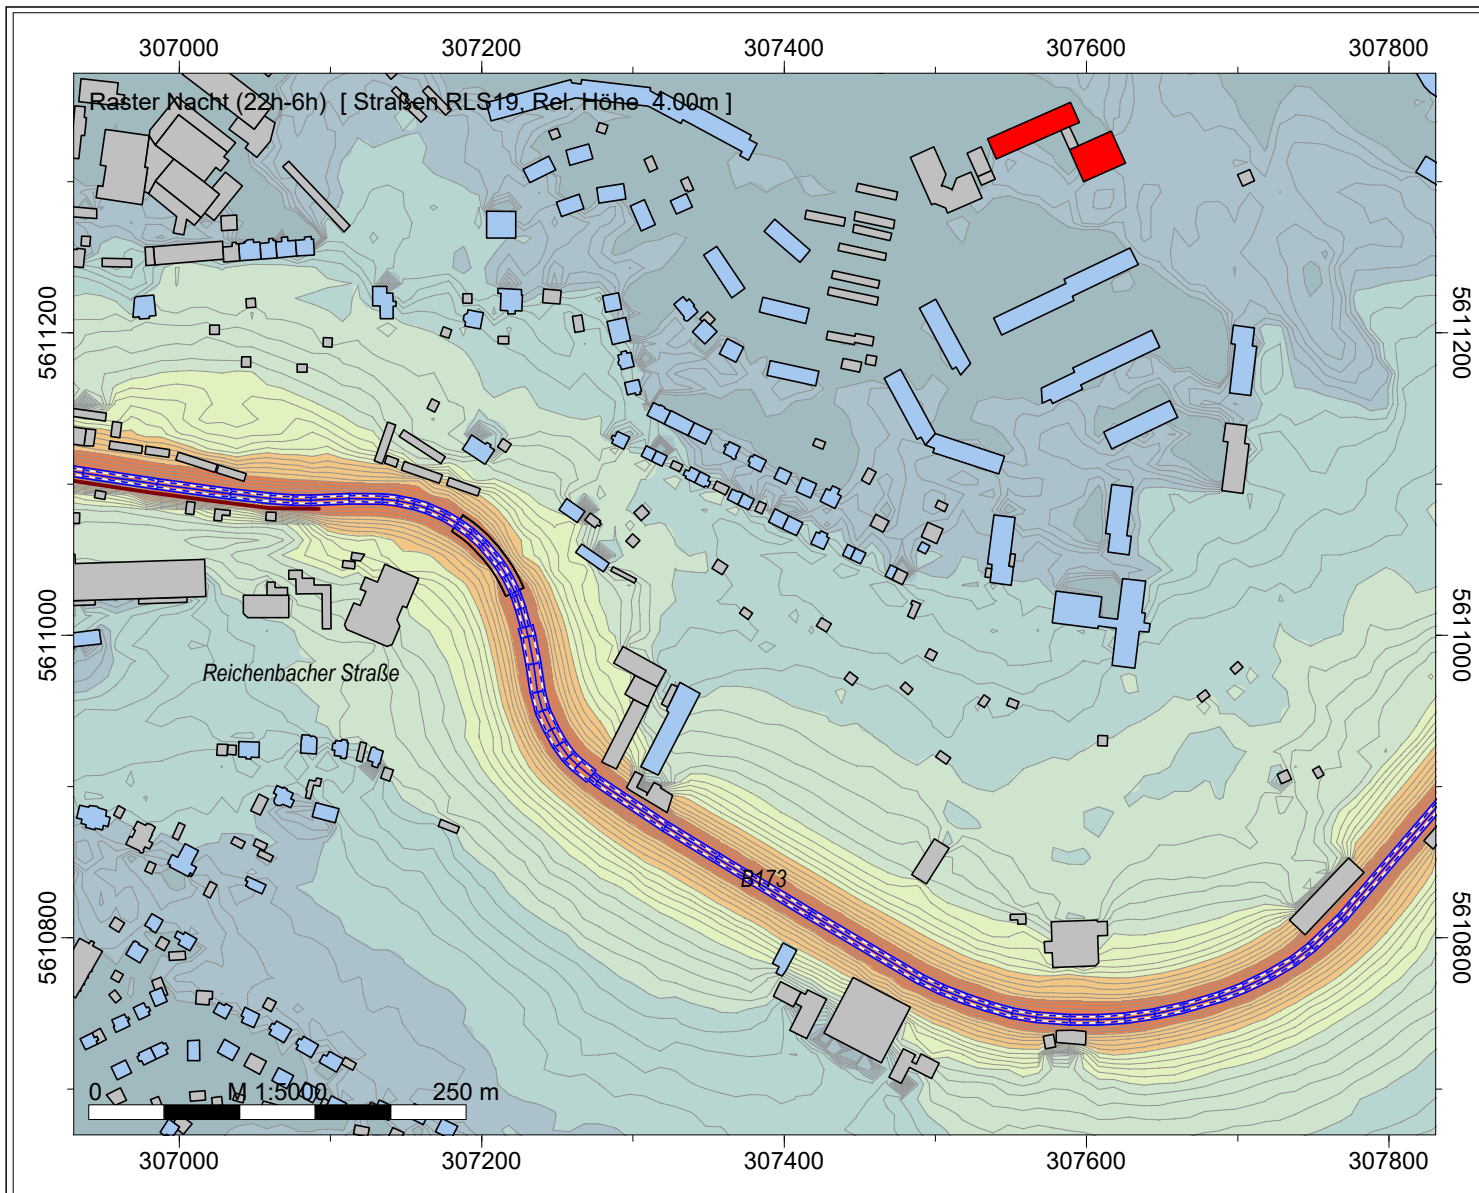 307000 307200 307400 307600 307800
Raster Nacht (22h-6h) [ Straßen RLS19, Rel. Höhe 4.00m ]
5611200
5611200
5611000
5611000
Reichenbacher Straße
B173
5610800
5610800
0 M 1:5000 250 m
307000 307200 307400 307600 307800